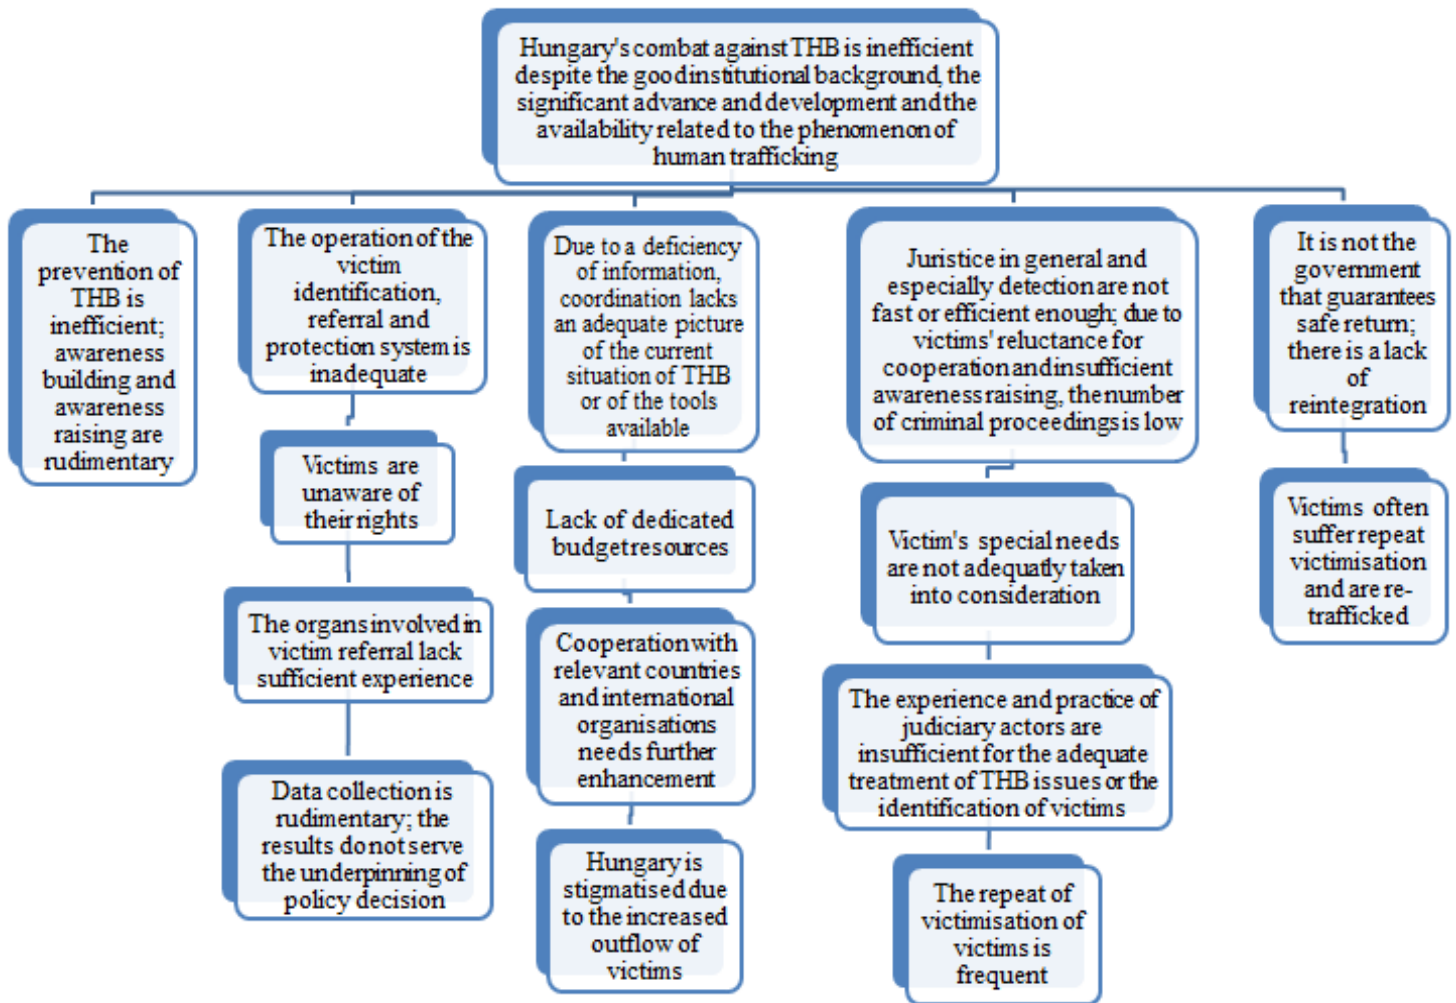 Hungary's combat against THB is inefficient
despite the good institutional background, the
significant advance and development and the
availability related to the phenomenon of
human trafficking
The
prevention of
THB is
inefficient;
awareness
building and
awareness
raising are
rudimentary
The operation of the
victim
identification,
referral and
protection system is
inadequate
Victims are
unaware of
their rights
The organs involved in
victim referral lack
sufficient experience
Data collection is
rudimentary; the
results do not serve
the underpinning of
policy decision
Due to a deficiency
of information,
coordination lacks
an adequate picture
of the current
situation of THB
or of the tools
available
Lack of dedicated
budget resources
Cooperation with
relevant countries
and international
organisations
needs further
enhancement
Hungary is
stigmatised due
to the increased
outflow of
victims
Juristice in general and
especially detection are not
fast or efficient enough; due to
victims' reluctance for
cooperation and insufficient
awareness raising, the number
of criminal proceedings is low
Victim's special needs
are not adequatly taken
into consideration
The experience and practice of
judiciary actors are
insufficient for the adequate
treatment of THB issues or the
identification of victims
The repeat of
victimisation of
victims is
frequent
It is not the
government
that guarantees
safe return;
there is a lack
of
reintegration
Victims often
suffer repeat
victimisation
and are re-
trafficked